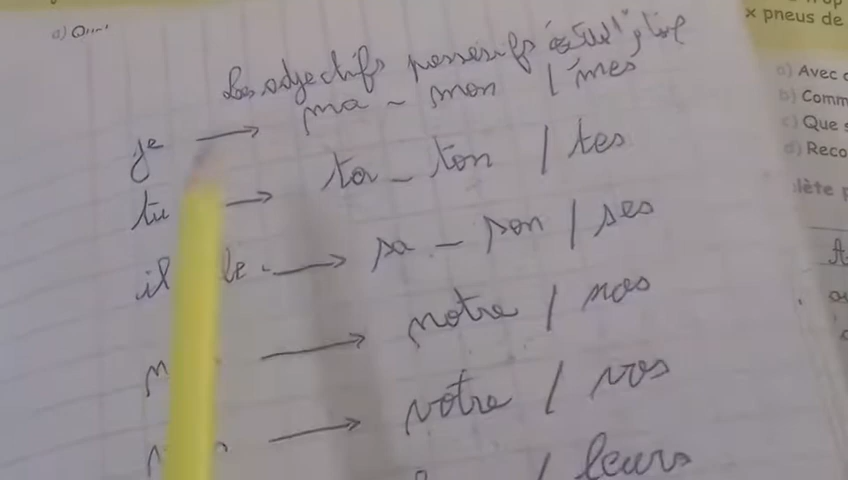 x pneus de
a)
Les adjectifs possessifs
a) Avec
b) Comm
c) Que s
d) Reco
lète p
je → ma - mon / mes
tu → ta - ton / tes
il → sa - son / ses
→ notre / nos
→ votre / vos
/ leurs